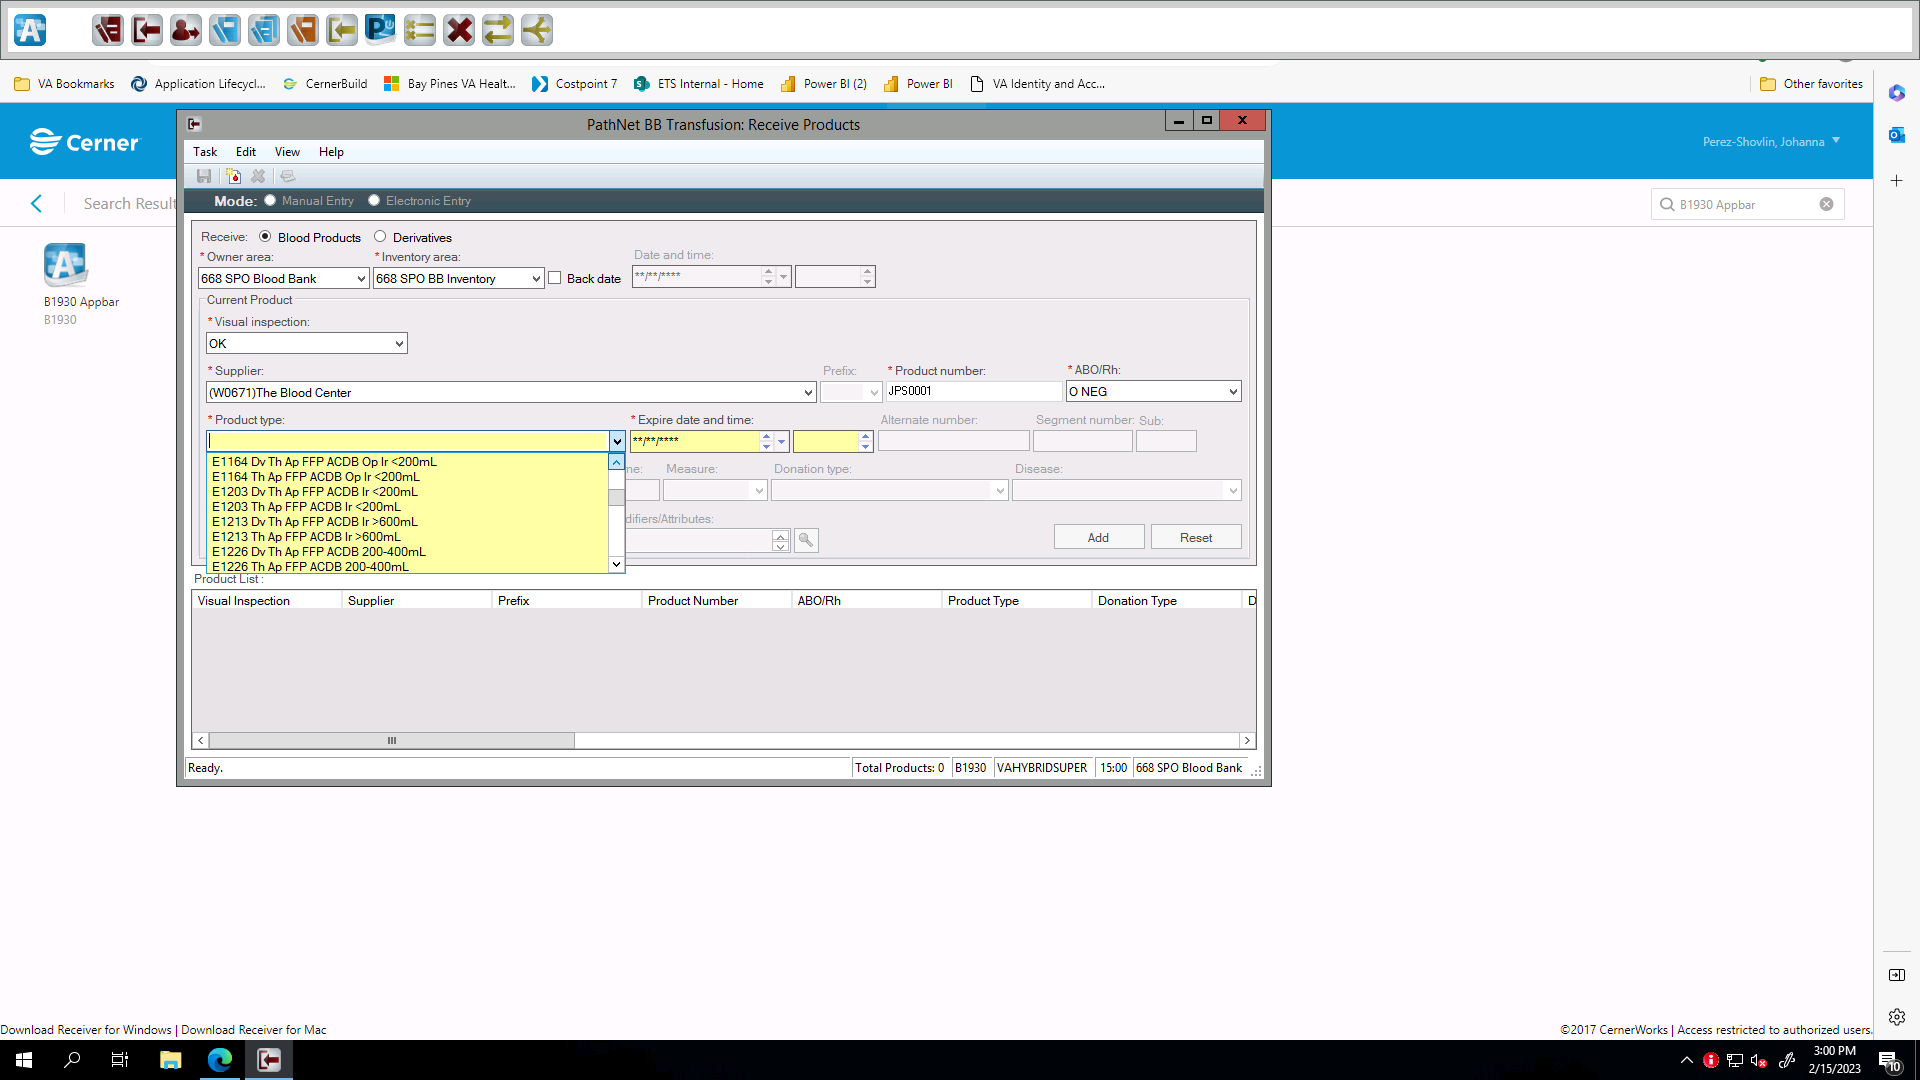 VA Bookmarks
Application Lifecycl...
CernerBuild
Bay Pines VA Healt...
Costpoint 7
ETS Internal - Home
Power BI (2)
Power BI
VA Identity and Acc...
Other favorites
Cerner
Perez-Shovlin, Johanna
Search Result
B1930 Appbar
B1930 Appbar
B1930
PathNet BB Transfusion: Receive Products
Task Edit View Help
Mode: Manual Entry Electronic Entry
Receive: Blood Products Derivatives
*Owner area: *Inventory area: Date and time:
668 SPO Blood Bank 668 SPO BB Inventory Back date **/**/****
Current Product
*Visual inspection:
OK
*Supplier: Prefix: *Product number: *ABO/Rh:
(W0671)The Blood Center JPS0001 O NEG
*Product type: *Expire date and time: Alternate number: Segment number: Sub:
**/**/****
E1164 Dv Th Ap FFP ACDB Op Ir <200mL
E1164 Th Ap FFP ACDB Op Ir <200mL
E1203 Dv Th Ap FFP ACDB Ir <200mL
E1203 Th Ap FFP ACDB Ir <200mL
E1213 Dv Th Ap FFP ACDB Ir >600mL
E1213 Th Ap FFP ACDB Ir >600mL
E1226 Dv Th Ap FFP ACDB 200-400mL
E1226 Th Ap FFP ACDB 200-400mL
me: Measure: Donation type: Disease:
difiers/Attributes:
Add Reset
Product List :
Visual Inspection Supplier Prefix Product Number ABO/Rh Product Type Donation Type D
Ready. Total Products: 0 B1930 VAHYBRIDSUPER 15:00 668 SPO Blood Bank
Download Receiver for Windows | Download Receiver for Mac
©2017 CernerWorks | Access restricted to authorized users.
3:00 PM
2/15/2023
10